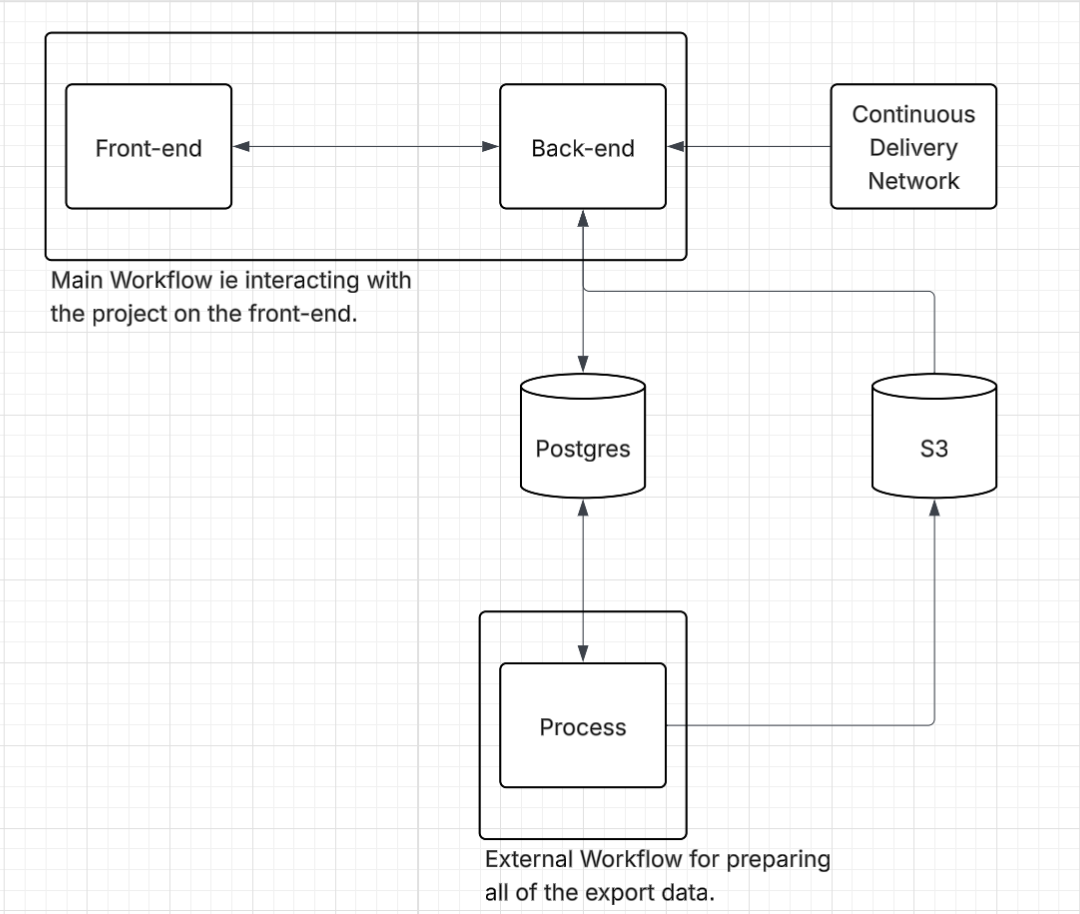 Front-end
Back-end
Continuous
Delivery
Network
Main Workflow ie interacting with
the project on the front-end.
Postgres
S3
Process
External Workflow for preparing
all of the export data.